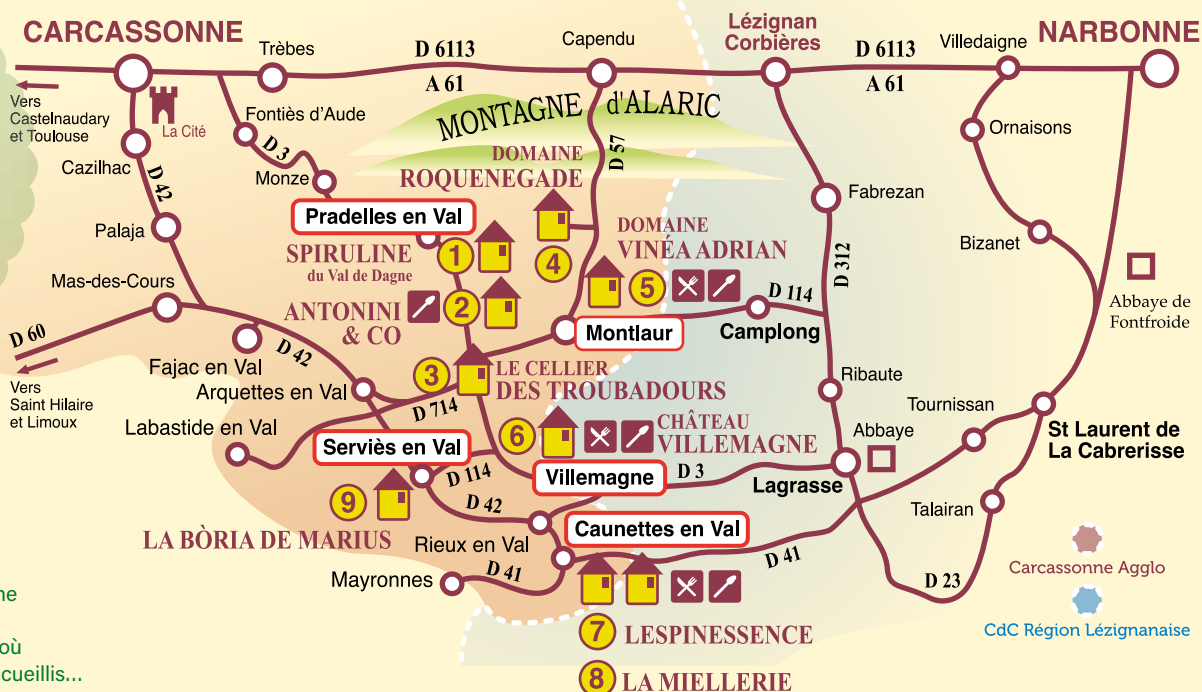 CARCASSONNE
Trèbes
D 6113
A 61
Capendu
Lézignan
Corbières
D 6113
A 61
Villedaigne
NARBONNE
Vers
Castelnaudary
et Toulouse
La Cité
Fontiès d'Aude
MONTAGNE d'ALARIC
Ornaisons
Cazilhac
D 42
D 3
Monze
D 57
DOMAINE
ROQUENEGADE
Fabrezan
Pradelles en Val
Palaja
SPIRULINE
du Val de Dagne
1
4
DOMAINE
VINÉA ADRIAN
5
D 312
Bizanet
Abbaye de
Fontfroide
Mas-des-Cours
ANTONINI
& CO
2
D 114
Montlaur
Camplong
D 60
Vers
Saint Hilaire
et Limoux
Fajac en Val
D 42
Arquettes en Val
3
LE CELLIER
DES TROUBADOURS
Ribaute
Tournissan
Labastide en Val
D 714
6
CHÂTEAU
VILLEMAGNE
Abbaye
St Laurent de
La Cabrerisse
Serviès en Val
D 114
Villemagne
D 3
Lagrasse
9
D 42
Talairan
LA BÒRIA DE MARIUS
Rieux en Val
Caunettes en Val
Mayronnes
D 41
D 41
D 23
Carcassonne Agglo
CdC Région Lézignanaise
7 LESPINESSENCE
8 LA MIELLERIE
ne
où
cueillis...